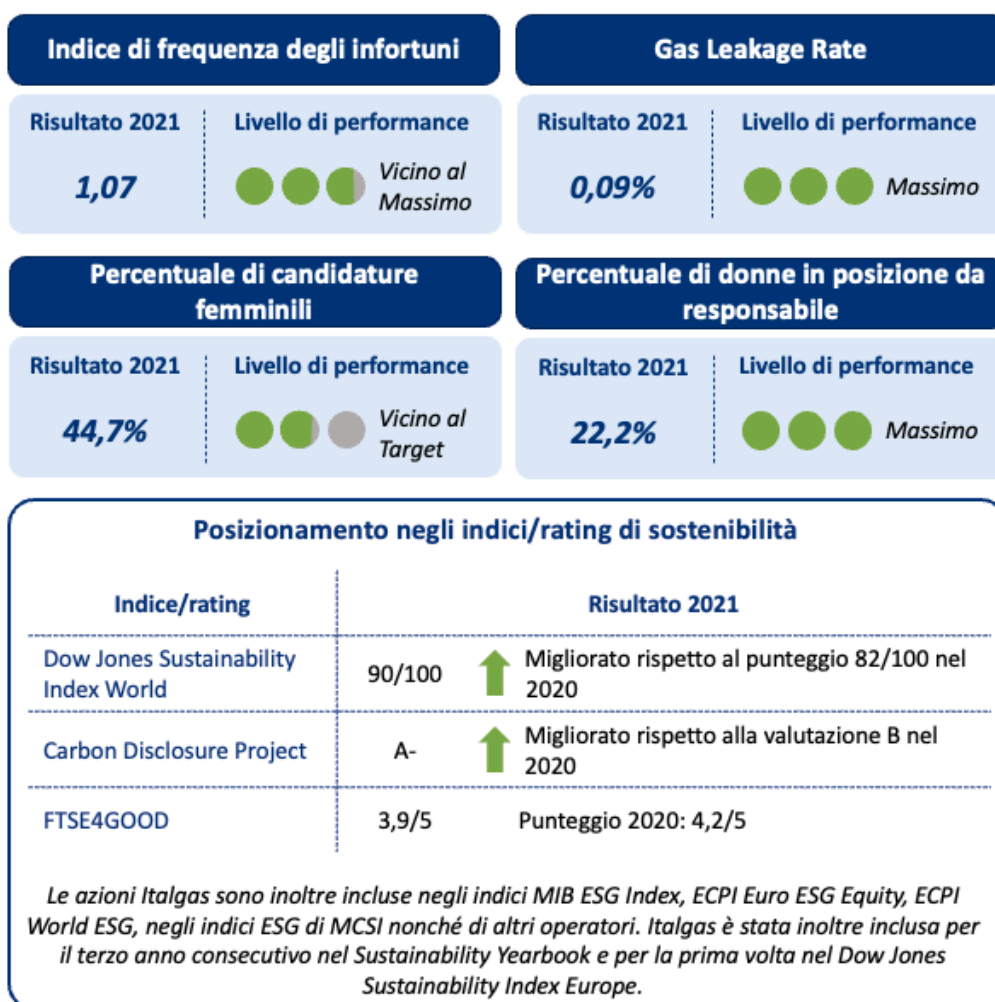 Indice di frequenza degli infortuni
Risultato 2021
Livello di performance
1,07
Vicino al
Massimo
Gas Leakage Rate
Risultato 2021
Livello di performance
0,09%
Massimo
Percentuale di candidature
femminili
Risultato 2021
Livello di performance
44,7%
Vicino al
Target
Percentuale di donne in posizione da
responsabile
Risultato 2021
Livello di performance
22,2%
Massimo
Posizionamento negli indici/rating di sostenibilità
Indice/rating
Risultato 2021
Dow Jones Sustainability
Index World
90/100
Migliorato rispetto al punteggio 82/100 nel
2020
Carbon Disclosure Project
A-
Migliorato rispetto alla valutazione B nel
2020
FTSE4GOOD
3,9/5
Punteggio 2020: 4,2/5
Le azioni Italgas sono inoltre incluse negli indici MIB ESG Index, ECPI Euro ESG Equity, ECPI
World ESG, negli indici ESG di MCSI nonché di altri operatori. Italgas è stata inoltre inclusa per
il terzo anno consecutivo nel Sustainability Yearbook e per la prima volta nel Dow Jones
Sustainability Index Europe.